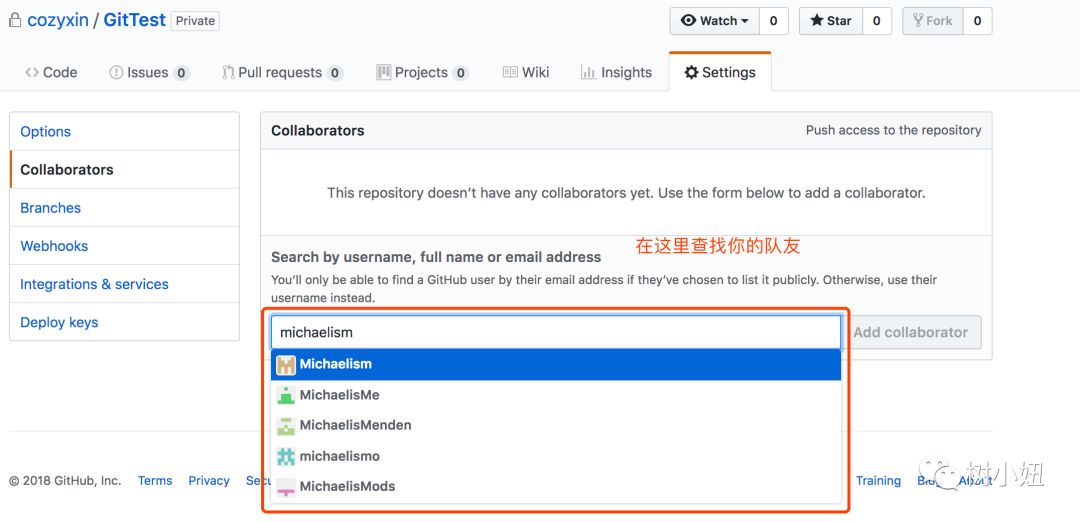 cozyxin / GitTest Private Watch 0 Star 0 Fork 0
Code Issues 0 Pull requests 0 Projects 0 Wiki Insights Settings
Options
Collaborators
Branches
Webhooks
Integrations & services
Deploy keys
Collaborators Push access to the repository
This repository doesn't have any collaborators yet. Use the form below to add a collaborator.
在这里查找你的队友
Search by username, full name or email address
You'll only be able to find a GitHub user by their email address if they've chosen to list it publicly. Otherwise, use their
username instead.
michaelism Add collaborator
Michaelism
MichaelisMe
MichaelisMenden
michaelismo
MichaelisMods
© 2018 GitHub, Inc. Terms Privacy Training Blog About
树小妞